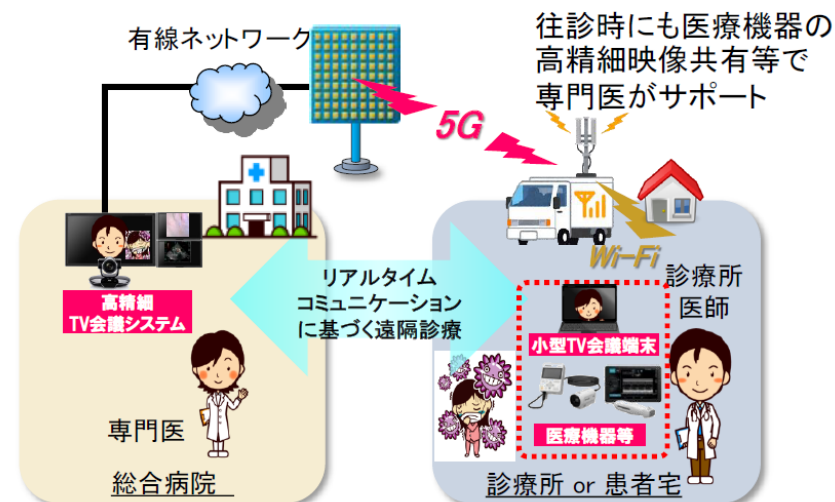 有線ネットワーク
往診時にも医療機器の
高精細映像共有等で
専門医がサポート
5G
Wi-Fi
高精細
TV会議システム
リアルタイム
コミュニケーション
に基づく遠隔診療
診療所
医師
小型TV会議端末
医療機器等
専門医
総合病院
診療所 or 患者宅